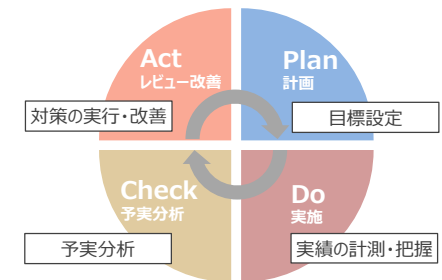 Act
レビュー改善
Plan
計画
対策の実行・改善
目標設定
Check
予実分析
Do
実施
予実分析
実績の計測・把握